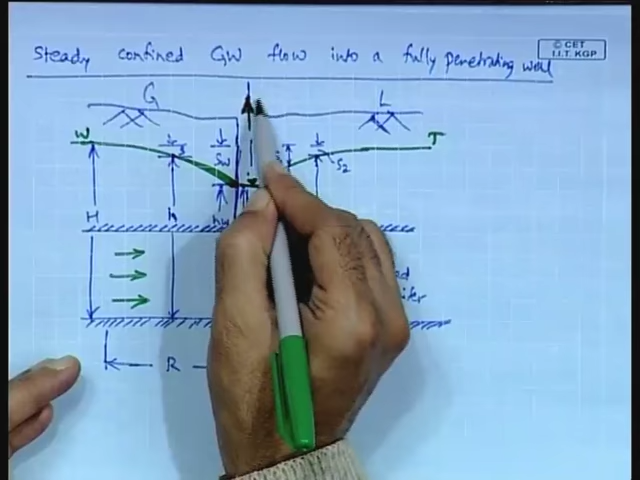 Steady confined GW flow into a fully penetrating well
© CET
I.I.T. KGP
G L
W T
s sw s2
H h hw
R